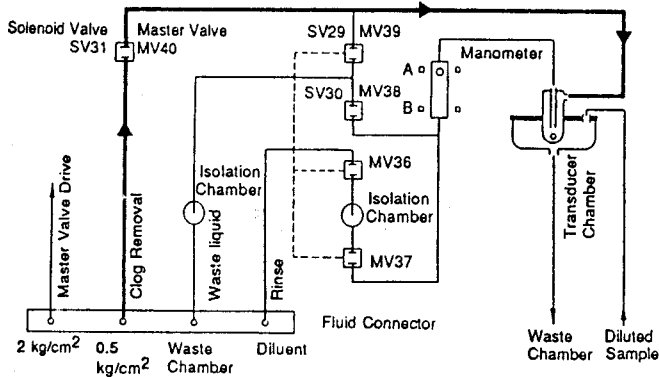 Solenoid Valve
SV31
Master Valve
MV40
SV29
MV39
SV30
MV38
A
B
Manometer
MV36
Isolation
Chamber
MV37
Isolation
Chamber
Master Valve Drive
Clog Removal
Waste liquid
Rinse
Transducer
Chamber
Fluid Connector
2 kg/cm²
0.5
kg/cm²
Waste
Chamber
Diluent
Waste
Chamber
Diluted
Sample